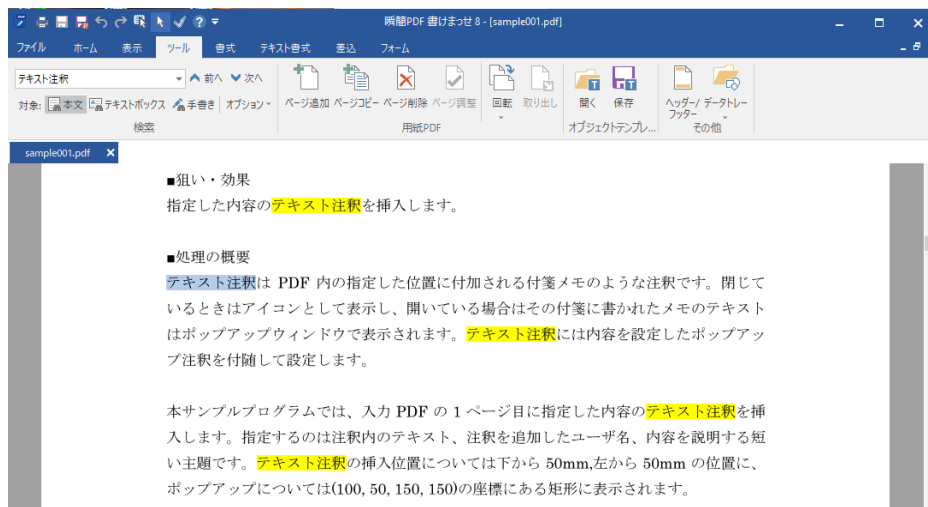 瞬簡PDF 書けまっせ 8 - [sample001.pdf]
ファイル ホーム 表示 ツール 書式 テキスト書式 差込 フォーム
テキスト注釈 前へ 次へ
対象: 本文 テキストボックス 手書き オプション
検索
ページ追加 ページコピー ページ削除 ページ調整 回転 取り出し
用紙PDF
開く 保存
オブジェクトテンプレ...
ヘッダー/フッター データトレー
その他
sample001.pdf
■狙い・効果
指定した内容のテキスト注釈を挿入します。
■処理の概要
テキスト注釈は PDF 内の指定した位置に付加される付箋メモのような注釈です。閉じて
いるときはアイコンとして表示し、開いている場合はその付箋に書かれたメモのテキスト
はポップアップウィンドウで表示されます。テキスト注釈には内容を設定したポップアッ
プ注釈を付随して設定します。
本サンプルプログラムでは、入力 PDF の 1 ページ目に指定した内容のテキスト注釈を挿
入します。指定するのは注釈内のテキスト、注釈を追加したユーザ名、内容を説明する短
い主題です。テキスト注釈の挿入位置については下から 50mm,左から 50mm の位置に、
ポップアップについては(100, 50, 150, 150)の座標にある矩形に表示されます。